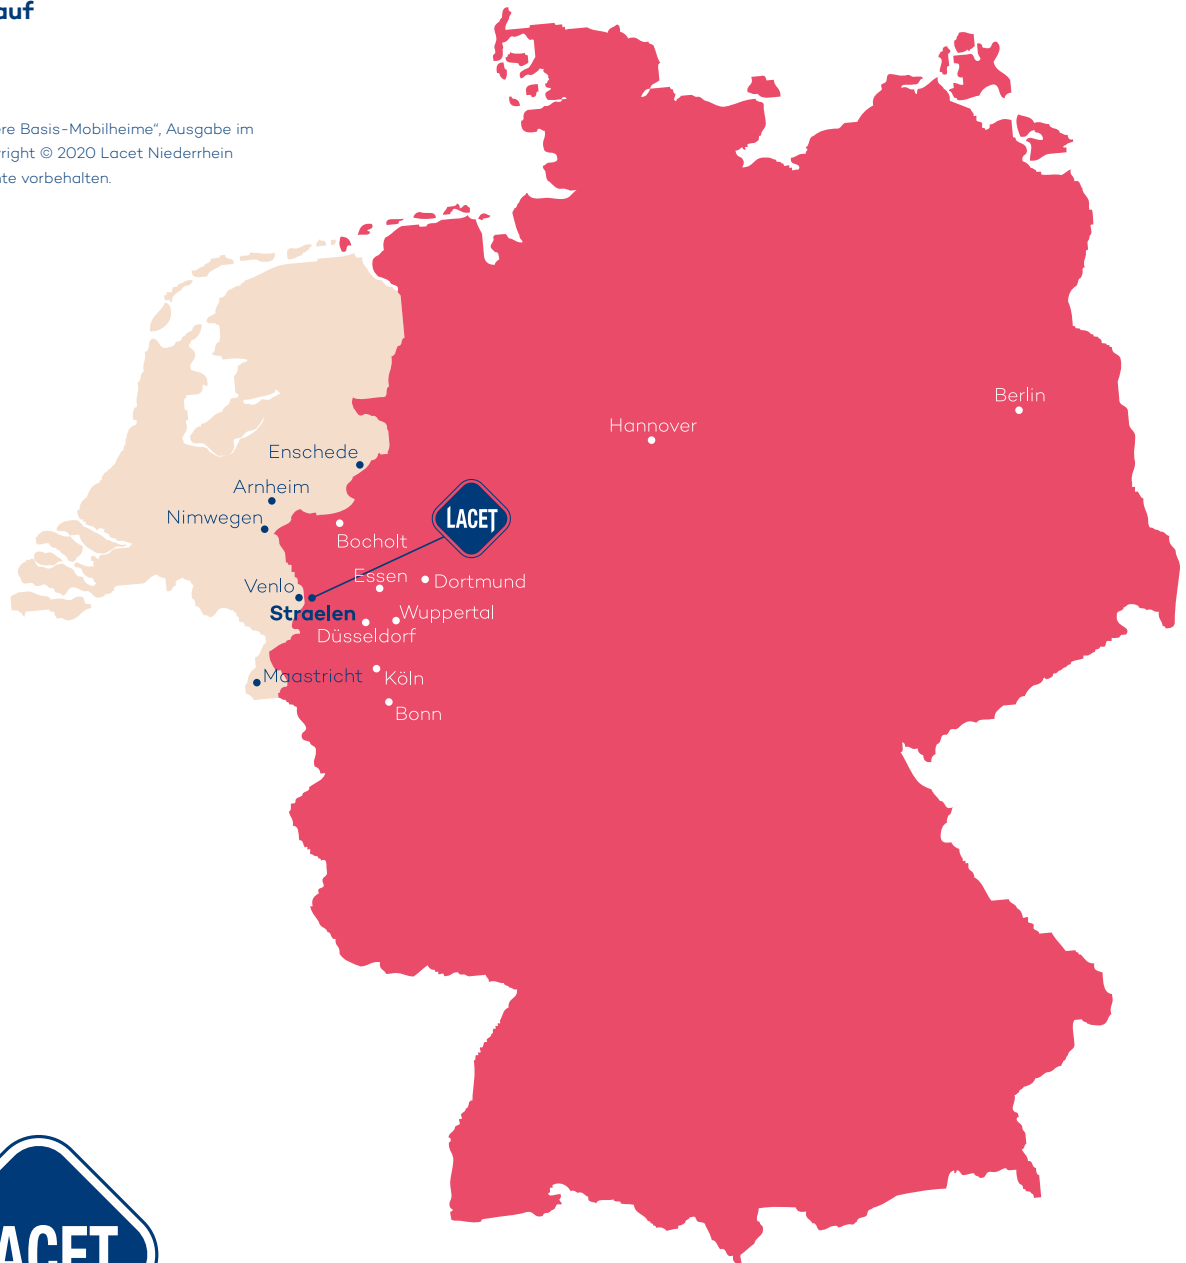 auf
ere Basis-Mobilheime“, Ausgabe im
right © 2020 Lacet Niederrhein
te vorbehalten.
Berlin
Hannover
Enschede
Arnheim
LACET
Nimwegen
Bocholt
Essen
Dortmund
Venlo
Straelen
Wuppertal
Düsseldorf
Maastricht
Köln
Bonn
ACET